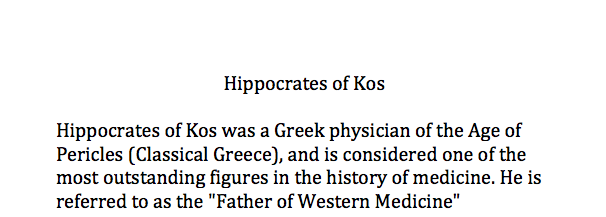 Hippocrates of Kos
Hippocrates of Kos was a Greek physician of the Age of
Pericles (Classical Greece), and is considered one of the
most outstanding figures in the history of medicine. He is
referred to as the "Father of Western Medicine"